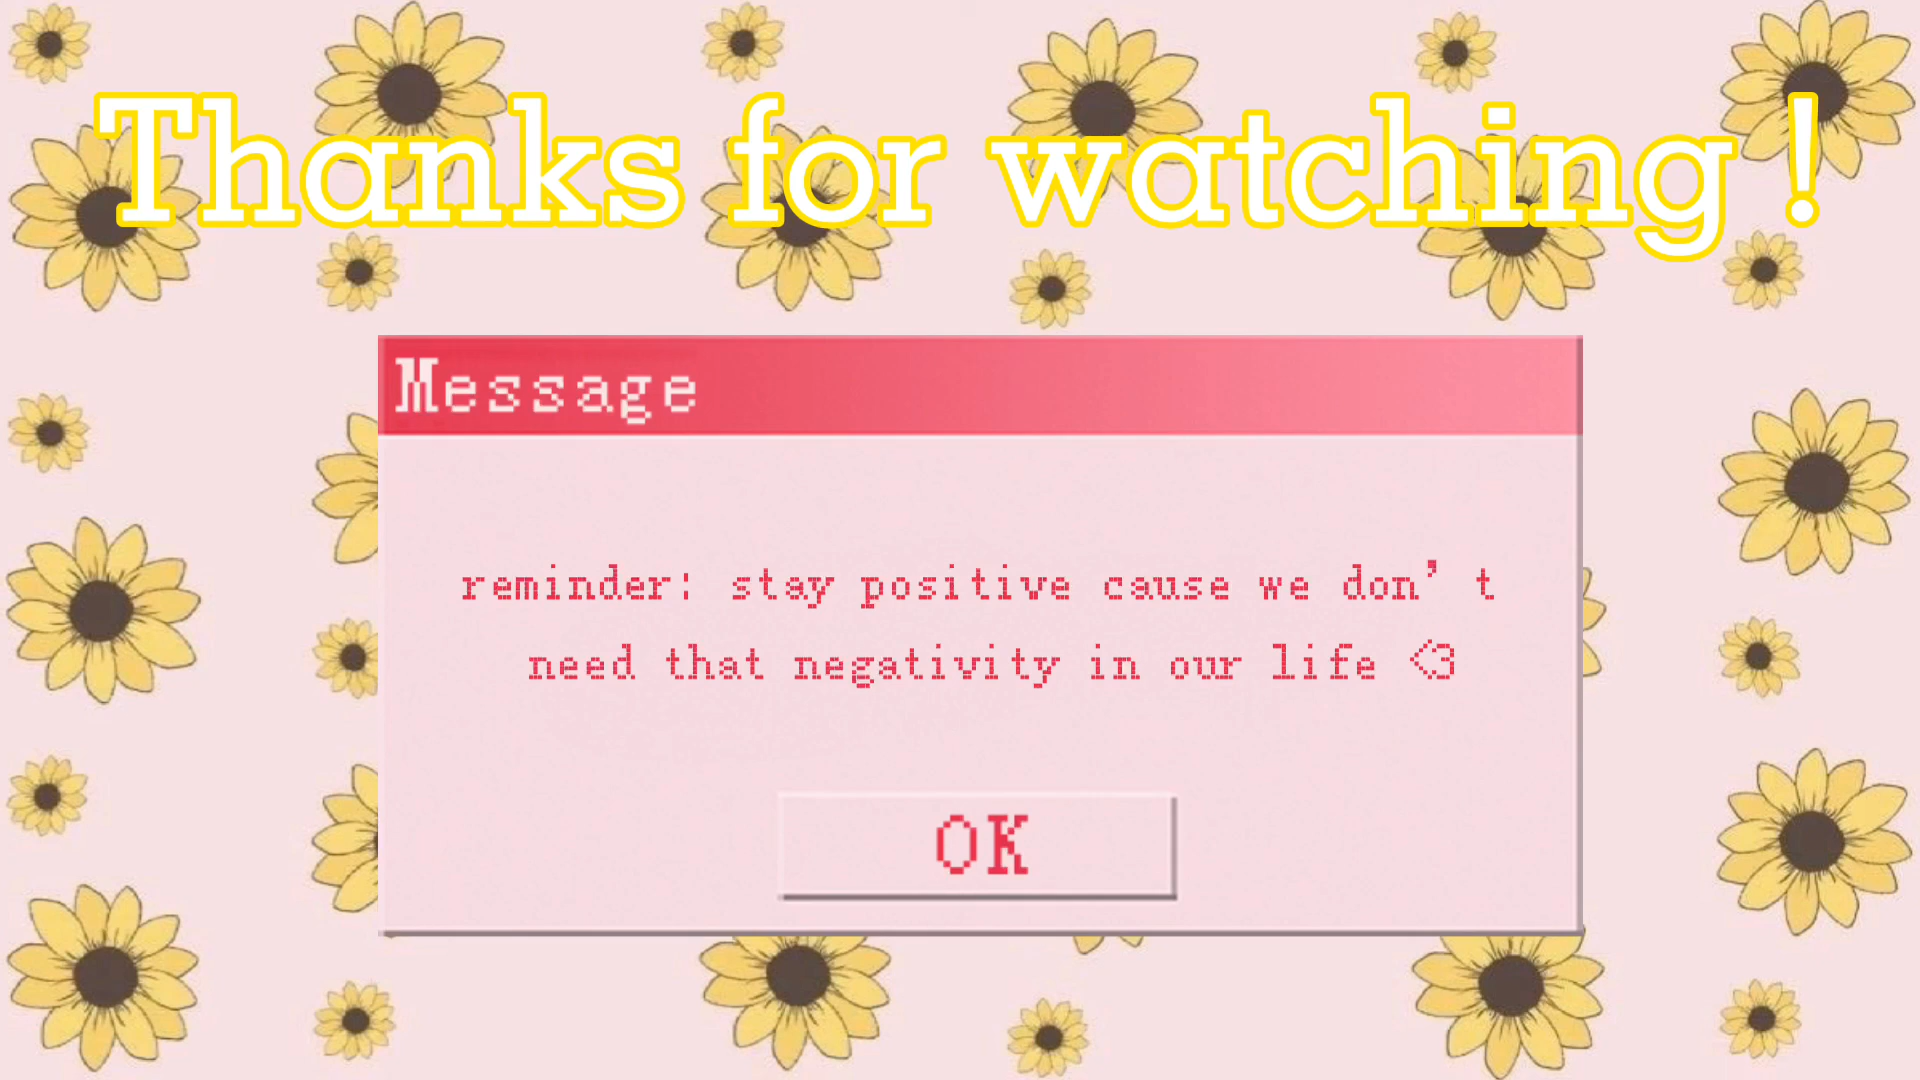 Thanks for watching !
Message
reminder: stay positive cause we don't
need that negativity in our life <3
OK